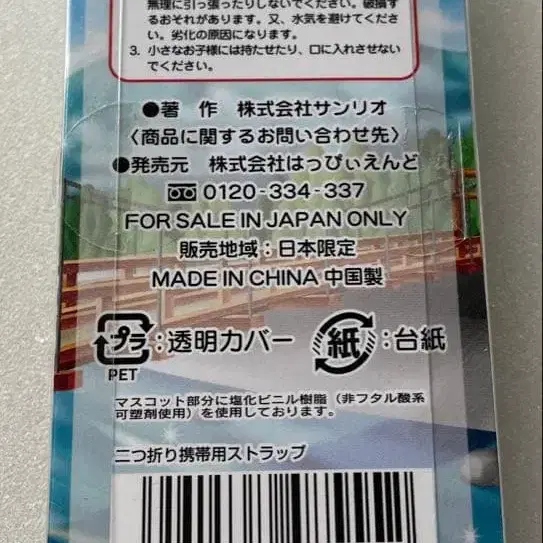 無理に引っ張ったりしないでください。破損する
おそれがあります。又、水気を避けてくださ
い。劣化の原因になります。
3. 小さなお子様には持たせたり、口に入れさせない
でください。
●著 作 株式会社サンリオ
〈商品に関するお問い合わせ先〉
●発売元 株式会社はっぴぃえんど
0120-334-337
FOR SALE IN JAPAN ONLY
販売地域：日本限定
MADE IN CHINA 中国製
プラ：透明カバー 紙：台紙
PET
マスコット部分に塩化ビニル樹脂（非フタル酸系
可塑剤使用）を使用しております。
二つ折り携帯用ストラップ